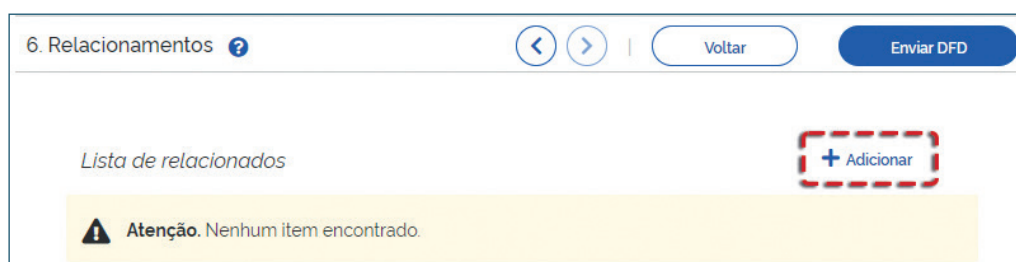 6. Relacionamentos ? Voltar Enviar DFD
Lista de relacionados + Adicionar
Atenção. Nenhum item encontrado.